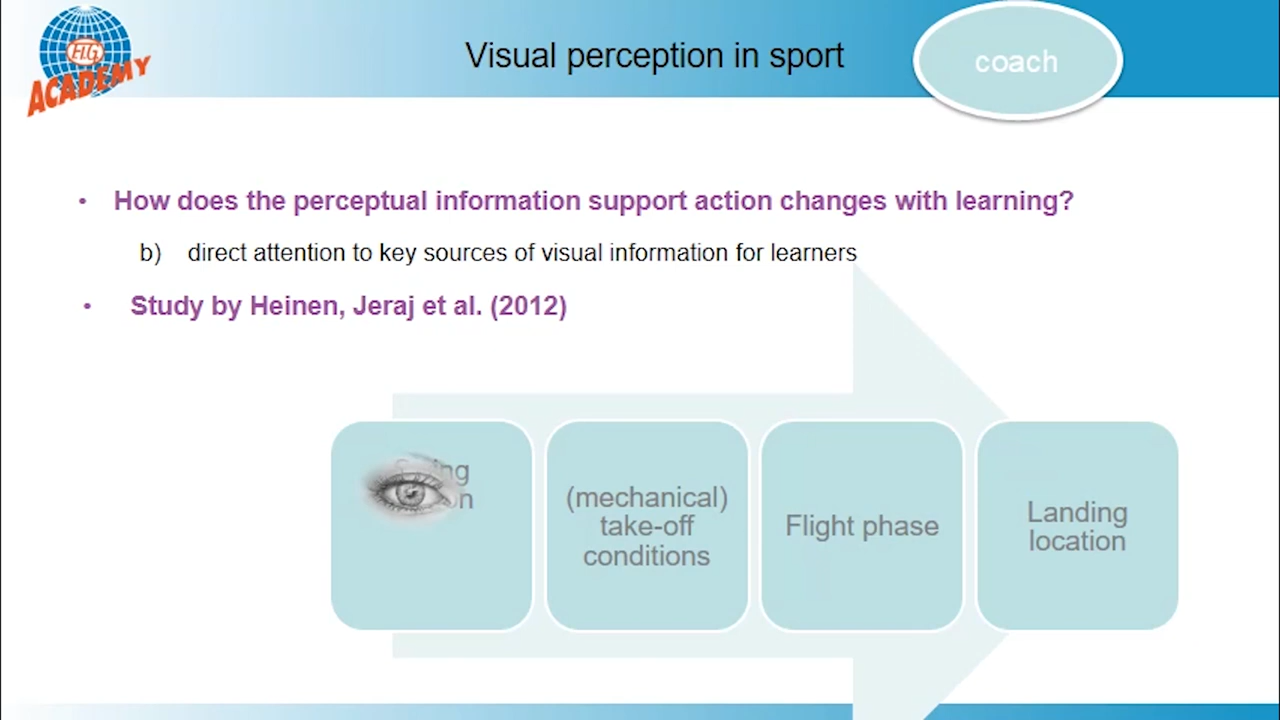 F.I.G.
ACADEMY
Visual perception in sport
coach
• How does the perceptual information support action changes with learning?
b) direct attention to key sources of visual information for learners
• Study by Heinen, Jeraj et al. (2012)
(mechanical)
take-off
conditions
Flight phase
Landing
location